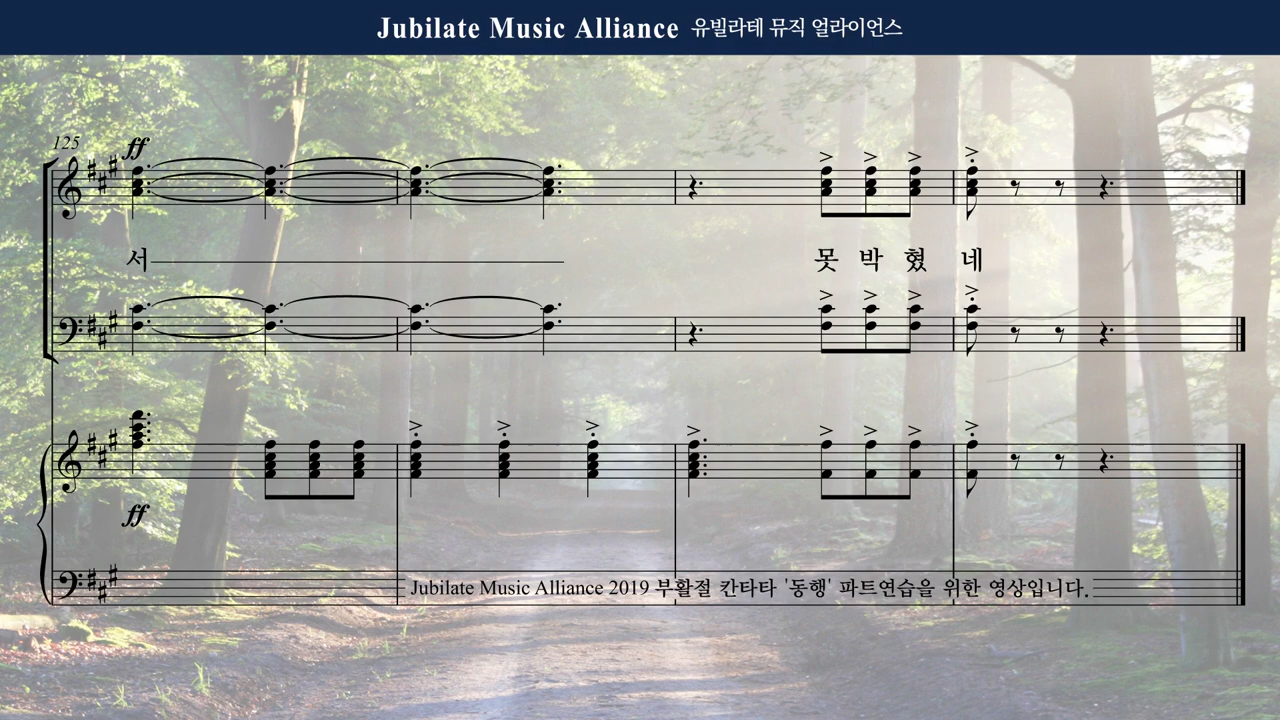 Jubilate Music Alliance 유빌라테 뮤직 얼라이언스
125
ff
서 못 박 혔 네
ff
Jubilate Music Alliance 2019 부활절 칸타타 '동행' 파트연습을 위한 영상입니다.